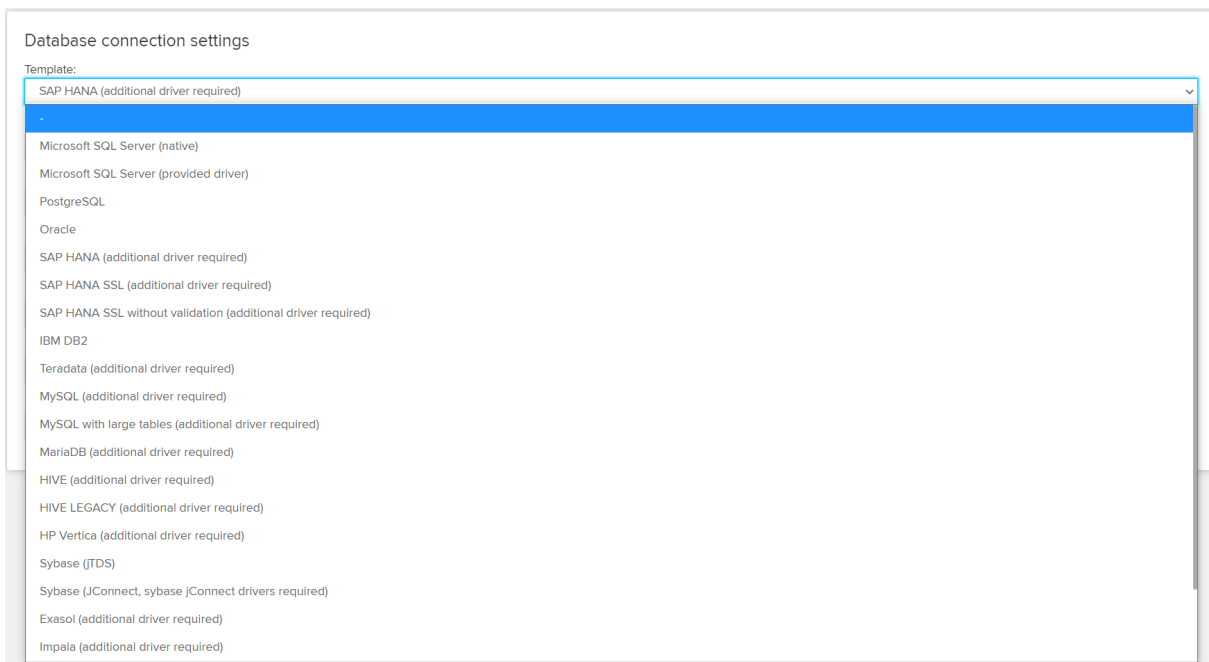 Database connection settings
Template:
SAP HANA (additional driver required)
-
Microsoft SQL Server (native)
Microsoft SQL Server (provided driver)
PostgreSQL
Oracle
SAP HANA (additional driver required)
SAP HANA SSL (additional driver required)
SAP HANA SSL without validation (additional driver required)
IBM DB2
Teradata (additional driver required)
MySQL (additional driver required)
MySQL with large tables (additional driver required)
MariaDB (additional driver required)
HIVE (additional driver required)
HIVE LEGACY (additional driver required)
HP Vertica (additional driver required)
Sybase (jTDS)
Sybase (JConnect, sybase jConnect drivers required)
Exasol (additional driver required)
Impala (additional driver required)